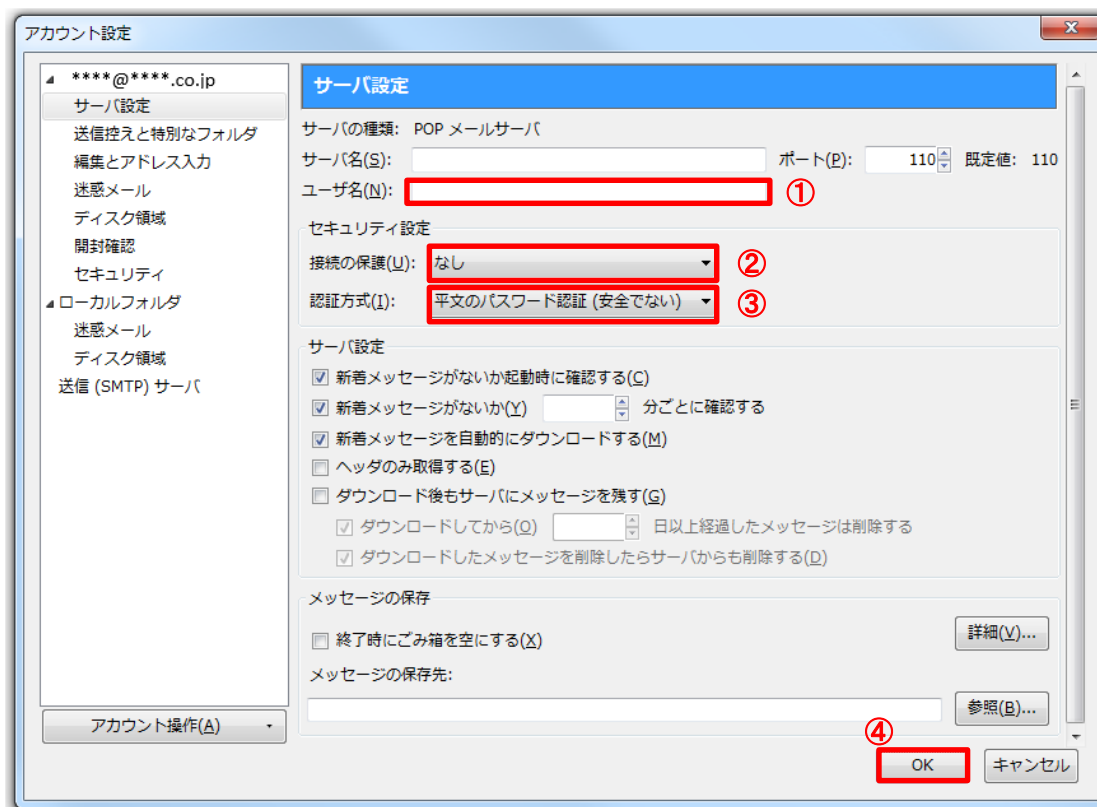 アカウント設定
****@****.co.jp
サーバ設定
送信控えと特別なフォルダ
編集とアドレス入力
迷惑メール
ディスク領域
開封確認
セキュリティ
ローカルフォルダ
迷惑メール
ディスク領域
送信 (SMTP) サーバ
アカウント操作(A)
サーバ設定
サーバの種類: POP メールサーバ
サーバ名(S): ポート(P): 110 既定値: 110
ユーザ名(N): ①
セキュリティ設定
接続の保護(U): なし ②
認証方式(I): 平文のパスワード認証 (安全でない) ③
サーバ設定
新着メッセージがないか起動時に確認する(C)
新着メッセージがないか(Y) 分ごとに確認する
新着メッセージを自動的にダウンロードする(M)
ヘッダのみ取得する(E)
ダウンロード後もサーバにメッセージを残す(G)
ダウンロードしてから(O) 日以上経過したメッセージは削除する
ダウンロードしたメッセージを削除したらサーバからも削除する(D)
メッセージの保存
終了時にごみ箱を空にする(X) 詳細(V)...
メッセージの保存先:
参照(B)...
④
OK キャンセル